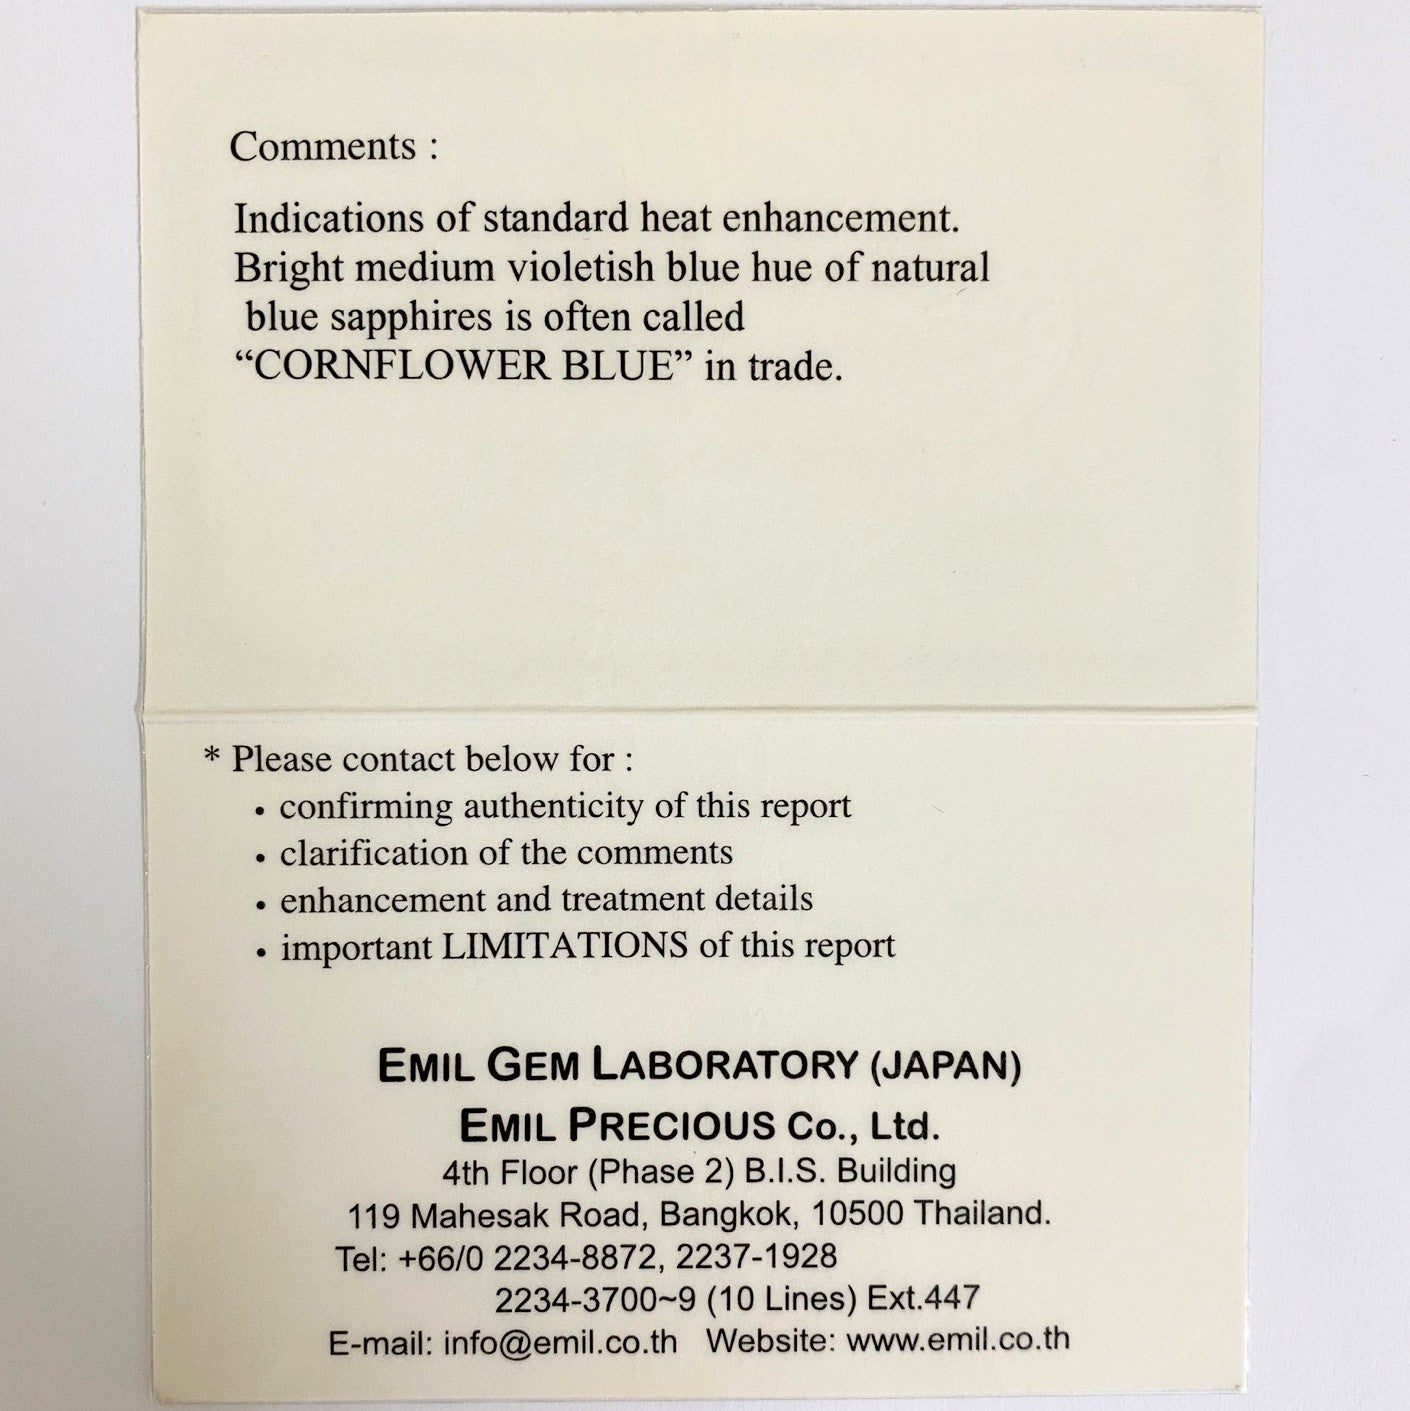 Comments :
Indications of standard heat enhancement.
Bright medium violetish blue hue of natural
blue sapphires is often called
“CORNFLOWER BLUE” in trade.
* Please contact below for :
• confirming authenticity of this report
• clarification of the comments
• enhancement and treatment details
• important LIMITATIONS of this report
EMIL GEM LABORATORY (JAPAN)
EMIL PRECIOUS Co., Ltd.
4th Floor (Phase 2) B.I.S. Building
119 Mahesak Road, Bangkok, 10500 Thailand.
Tel: +66/0 2234-8872, 2237-1928
2234-3700~9 (10 Lines) Ext.447
E-mail: info@emil.co.th Website: www.emil.co.th